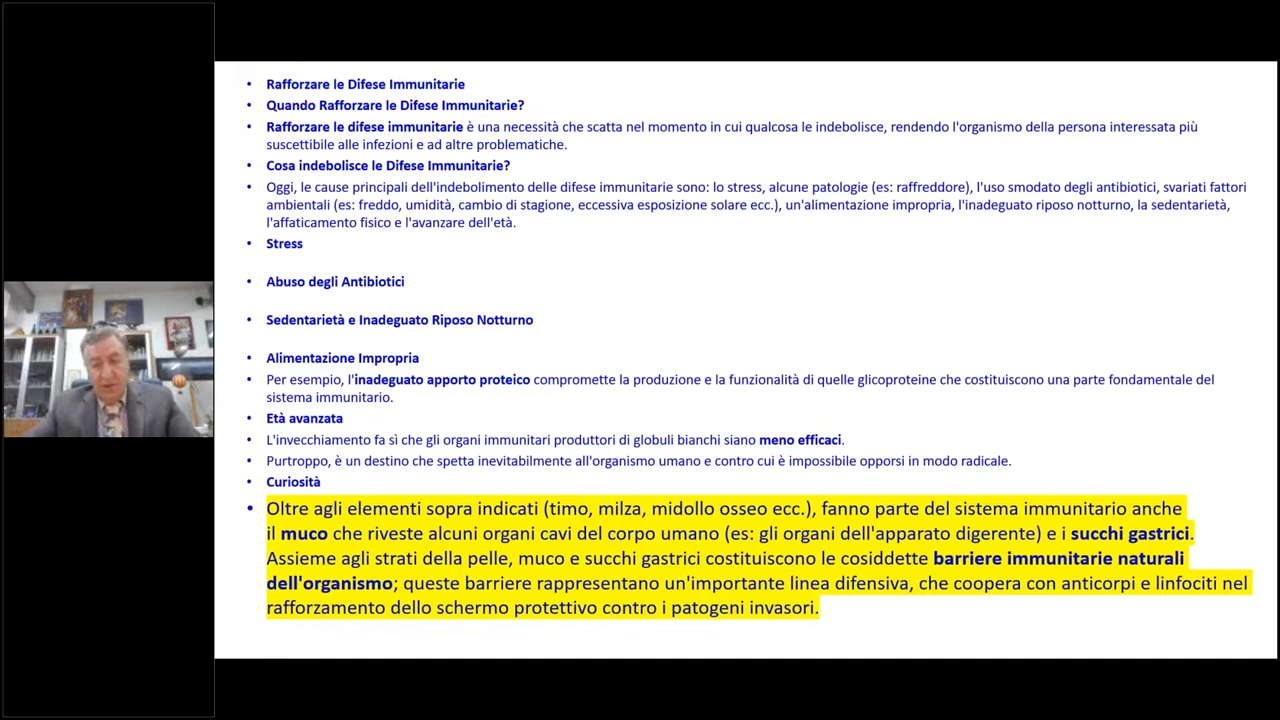 Rafforzare le Difese Immunitarie
Quando Rafforzare le Difese Immunitarie?
Rafforzare le difese immunitarie è una necessità che scatta nel momento in cui qualcosa le indebolisce, rendendo l'organismo della persona interessata più
suscettibile alle infezioni e ad altre problematiche.
Cosa indebolisce le Difese Immunitarie?
Oggi, le cause principali dell'indebolimento delle difese immunitarie sono: lo stress, alcune patologie (es: raffreddore), l'uso smodato degli antibiotici, svariati fattori
ambientali (es: freddo, umidità, cambio di stagione, eccessiva esposizione solare ecc.), un'alimentazione impropria, l'inadeguato riposo notturno, la sedentarietà,
l'affaticamento fisico e l'avanzare dell'età.
Stress
Abuso degli Antibiotici
Sedentarietà e Inadeguato Riposo Notturno
Alimentazione Impropria
Per esempio, l'inadeguato apporto proteico compromette la produzione e la funzionalità di quelle glicoproteine che costituiscono una parte fondamentale del
sistema immunitario.
Età avanzata
L'invecchiamento fa sì che gli organi immunitari produttori di globuli bianchi siano meno efficaci.
Purtroppo, è un destino che spetta inevitabilmente all'organismo umano e contro cui è impossibile opporsi in modo radicale.
Curiosità
Oltre agli elementi sopra indicati (timo, milza, midollo osseo ecc.), fanno parte del sistema immunitario anche
il muco che riveste alcuni organi cavi del corpo umano (es: gli organi dell'apparato digerente) e i succhi gastrici.
Assieme agli strati della pelle, muco e succhi gastrici costituiscono le cosiddette barriere immunitarie naturali
dell'organismo; queste barriere rappresentano un'importante linea difensiva, che coopera con anticorpi e linfociti nel
rafforzamento dello schermo protettivo contro i patogeni invasori.